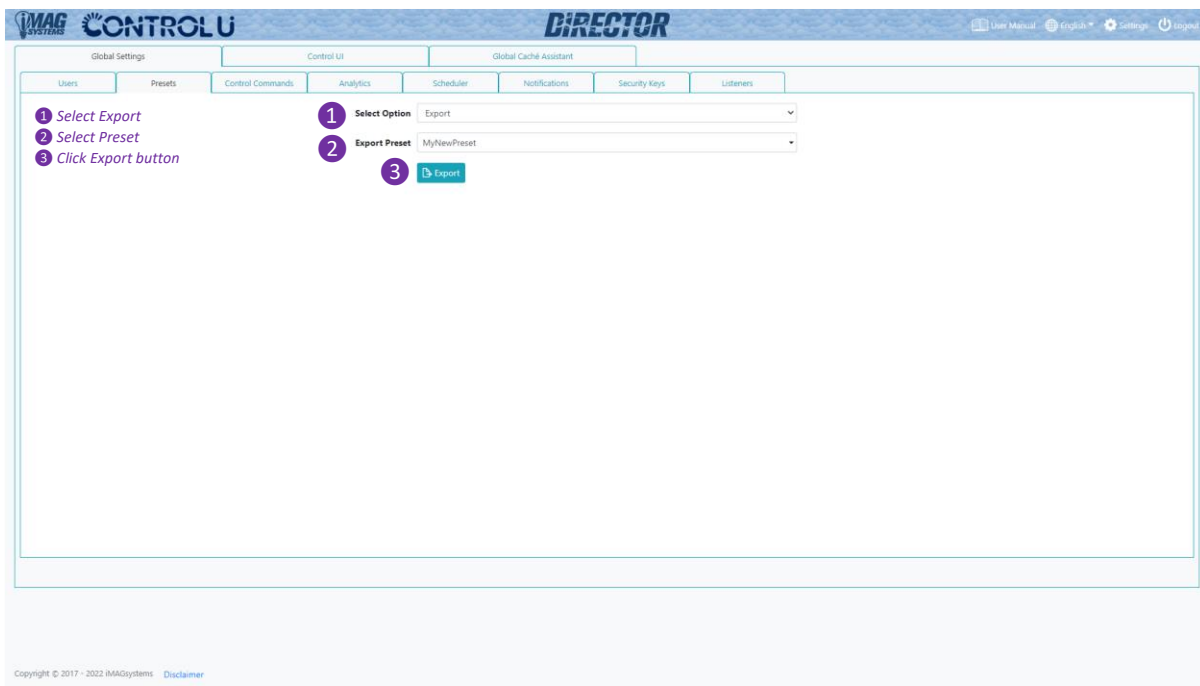 iMAG SYSTEMS CONTROL Ui DiRECTOR User Manual English Settings Logout
Global Settings Control UI Global Caché Assistant
Users Presets Control Commands Analytics Scheduler Notifications Security Keys Listeners
1 Select Export
2 Select Preset
3 Click Export button
1 Select Option Export
2 Export Preset MyNewPreset
3 Export
Copyright © 2017 - 2022 iMAGsystems Disclaimer